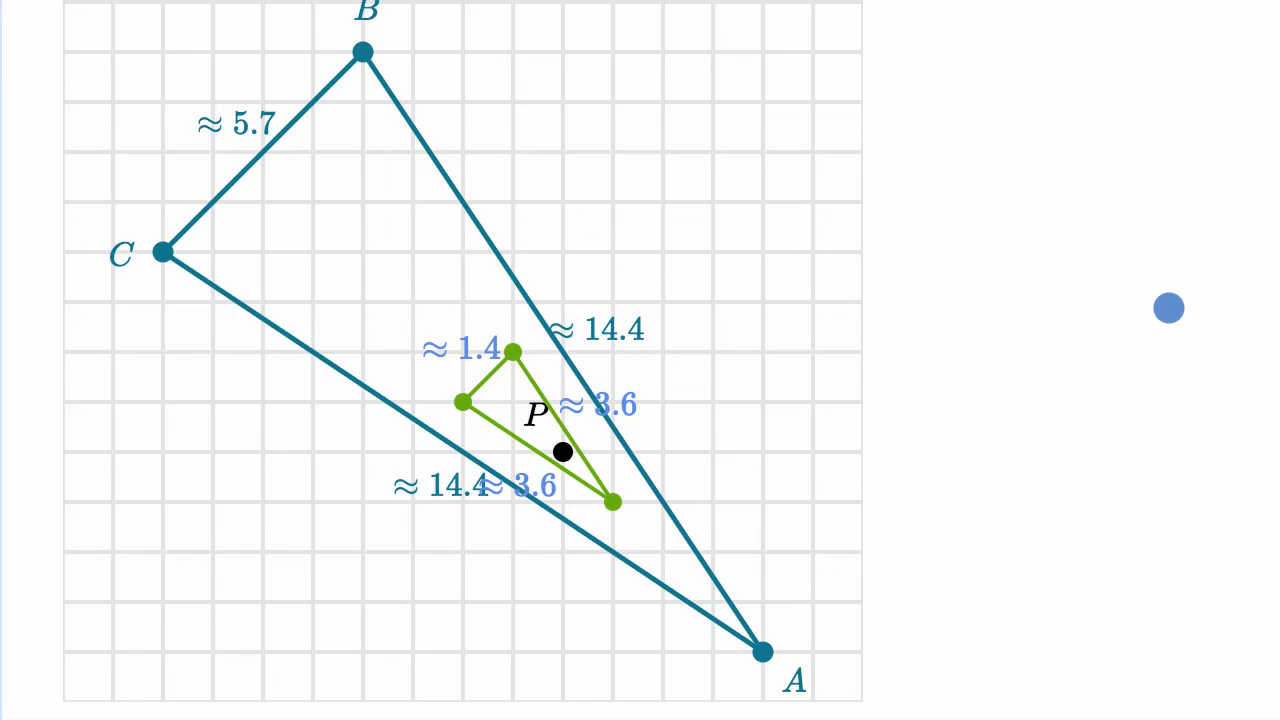 B
≈ 5.7
C
≈ 14.4
≈ 1.4
≈ 3.6
P
≈ 14.4
≈ 3.6
A